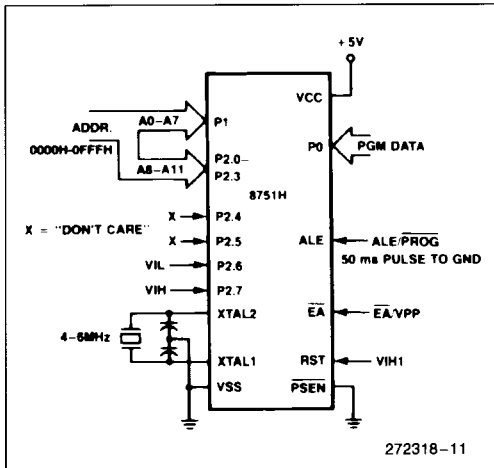 + 5V
VCC
A0–A7
P1
ADDR.
0000H-0FFFH
P0
PGM DATA
A8–A11
P2.0–
P2.3
8751H
X
P2.4
X = "DON'T CARE"
X
P2.5
ALE
ALE/PROG
50 ms PULSE TO GND
VIL
P2.6
VIH
P2.7
EA
EA/VPP
XTAL2
4–6MHz
XTAL1
RST
VIH1
VSS
PSEN
272318–11